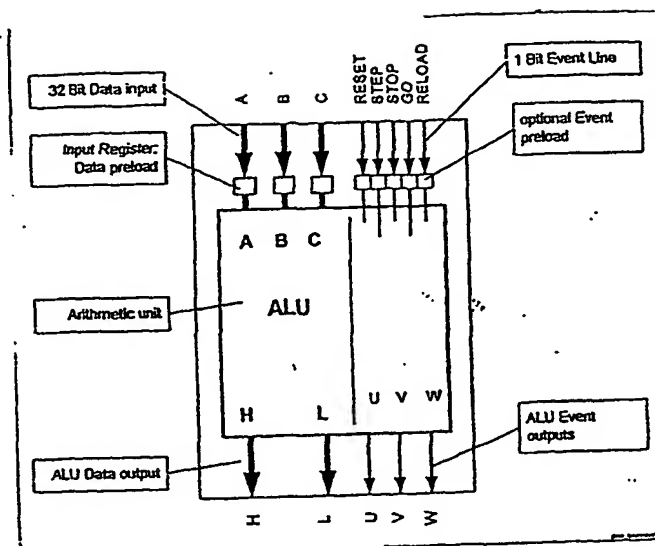 32 Bit Data input
A
B
C
RESET
STEP
STOP
GO
RELOAD
1 Bit Event Line
Input Register:
Data preload
optional Event
preload
A B C
Arithmetic unit
ALU
U V W
H L
ALU Event
outputs
ALU Data output
H
L
U
V
W